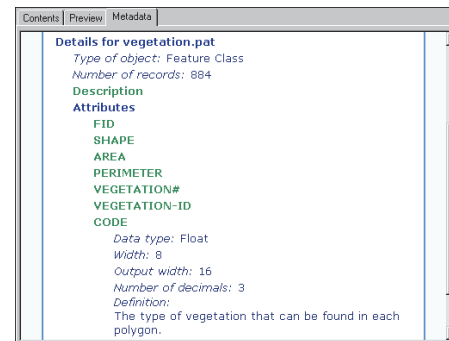 Contents Preview Metadata
Details for vegetation.pat
Type of object: Feature Class
Number of records: 884
Description
Attributes
FID
SHAPE
AREA
PERIMETER
VEGETATION#
VEGETATION-ID
CODE
Data type: Float
Width: 8
Output width: 16
Number of decimals: 3
Definition:
The type of vegetation that can be found in each
polygon.